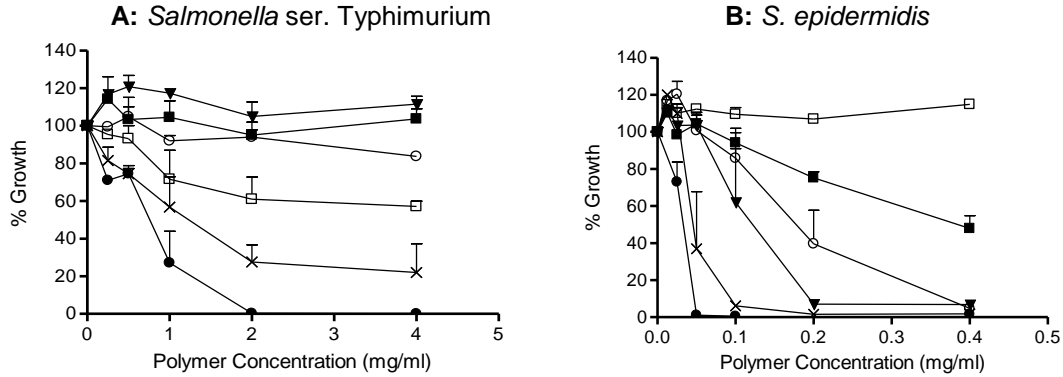 A: Salmonella ser. Typhimurium
140
120
100
80
60
40
20
0
% Growth
0 1 2 3 4 5
Polymer Concentration (mg/ml)
B: S. epidermidis
140
120
100
80
60
40
20
0
% Growth
0.0 0.1 0.2 0.3 0.4 0.5
Polymer Concentration (mg/ml)